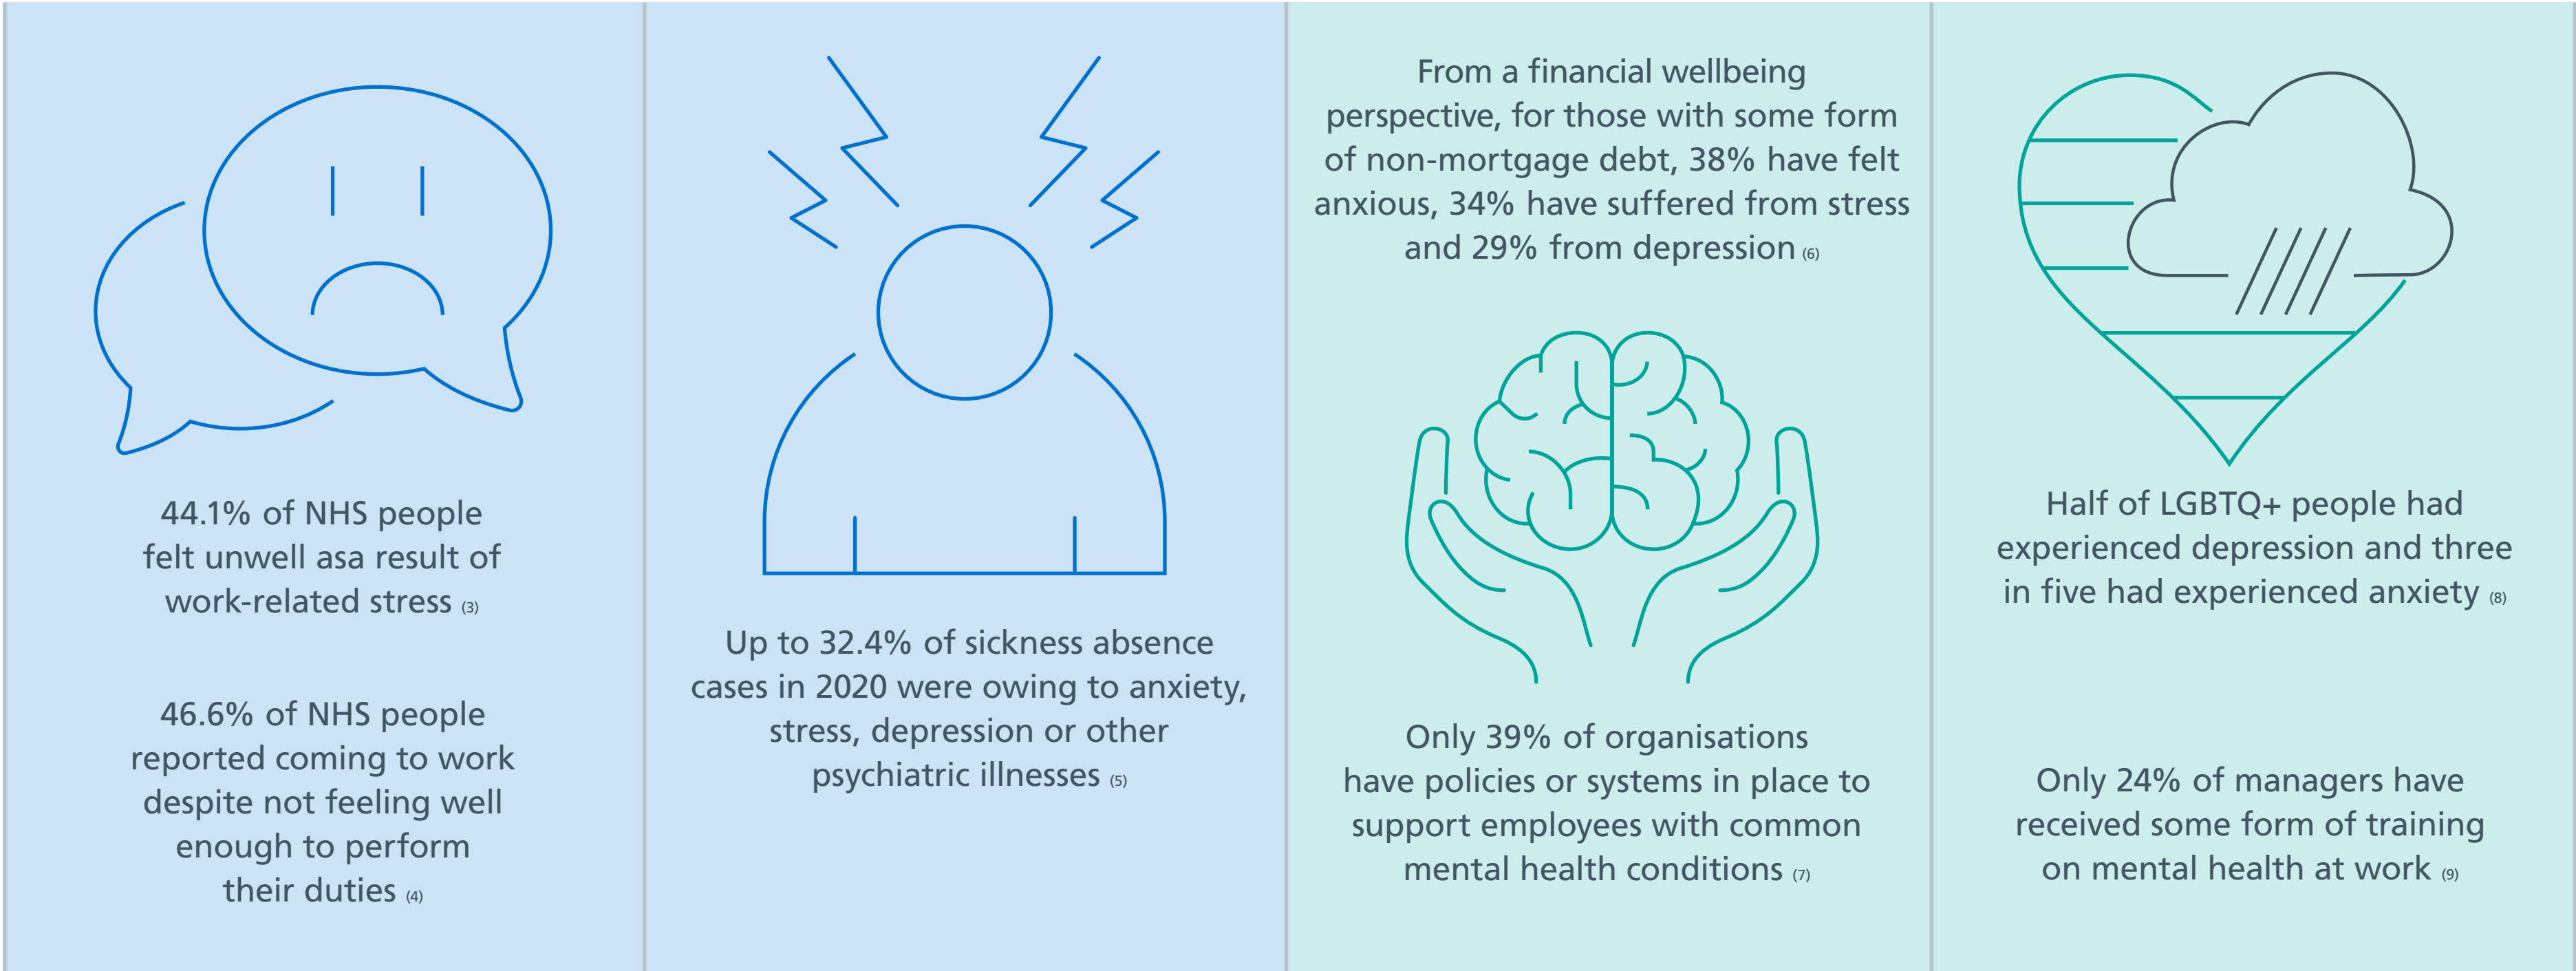 44.1% of NHS people
felt unwell asa result of
work-related stress (3)
46.6% of NHS people
reported coming to work
despite not feeling well
enough to perform
their duties (4)
Up to 32.4% of sickness absence
cases in 2020 were owing to anxiety,
stress, depression or other
psychiatric illnesses (5)
From a financial wellbeing
perspective, for those with some form
of non-mortgage debt, 38% have felt
anxious, 34% have suffered from stress
and 29% from depression (6)
Only 39% of organisations
have policies or systems in place to
support employees with common
mental health conditions (7)
Half of LGBTQ+ people had
experienced depression and three
in five had experienced anxiety (8)
Only 24% of managers have
received some form of training
on mental health at work (9)